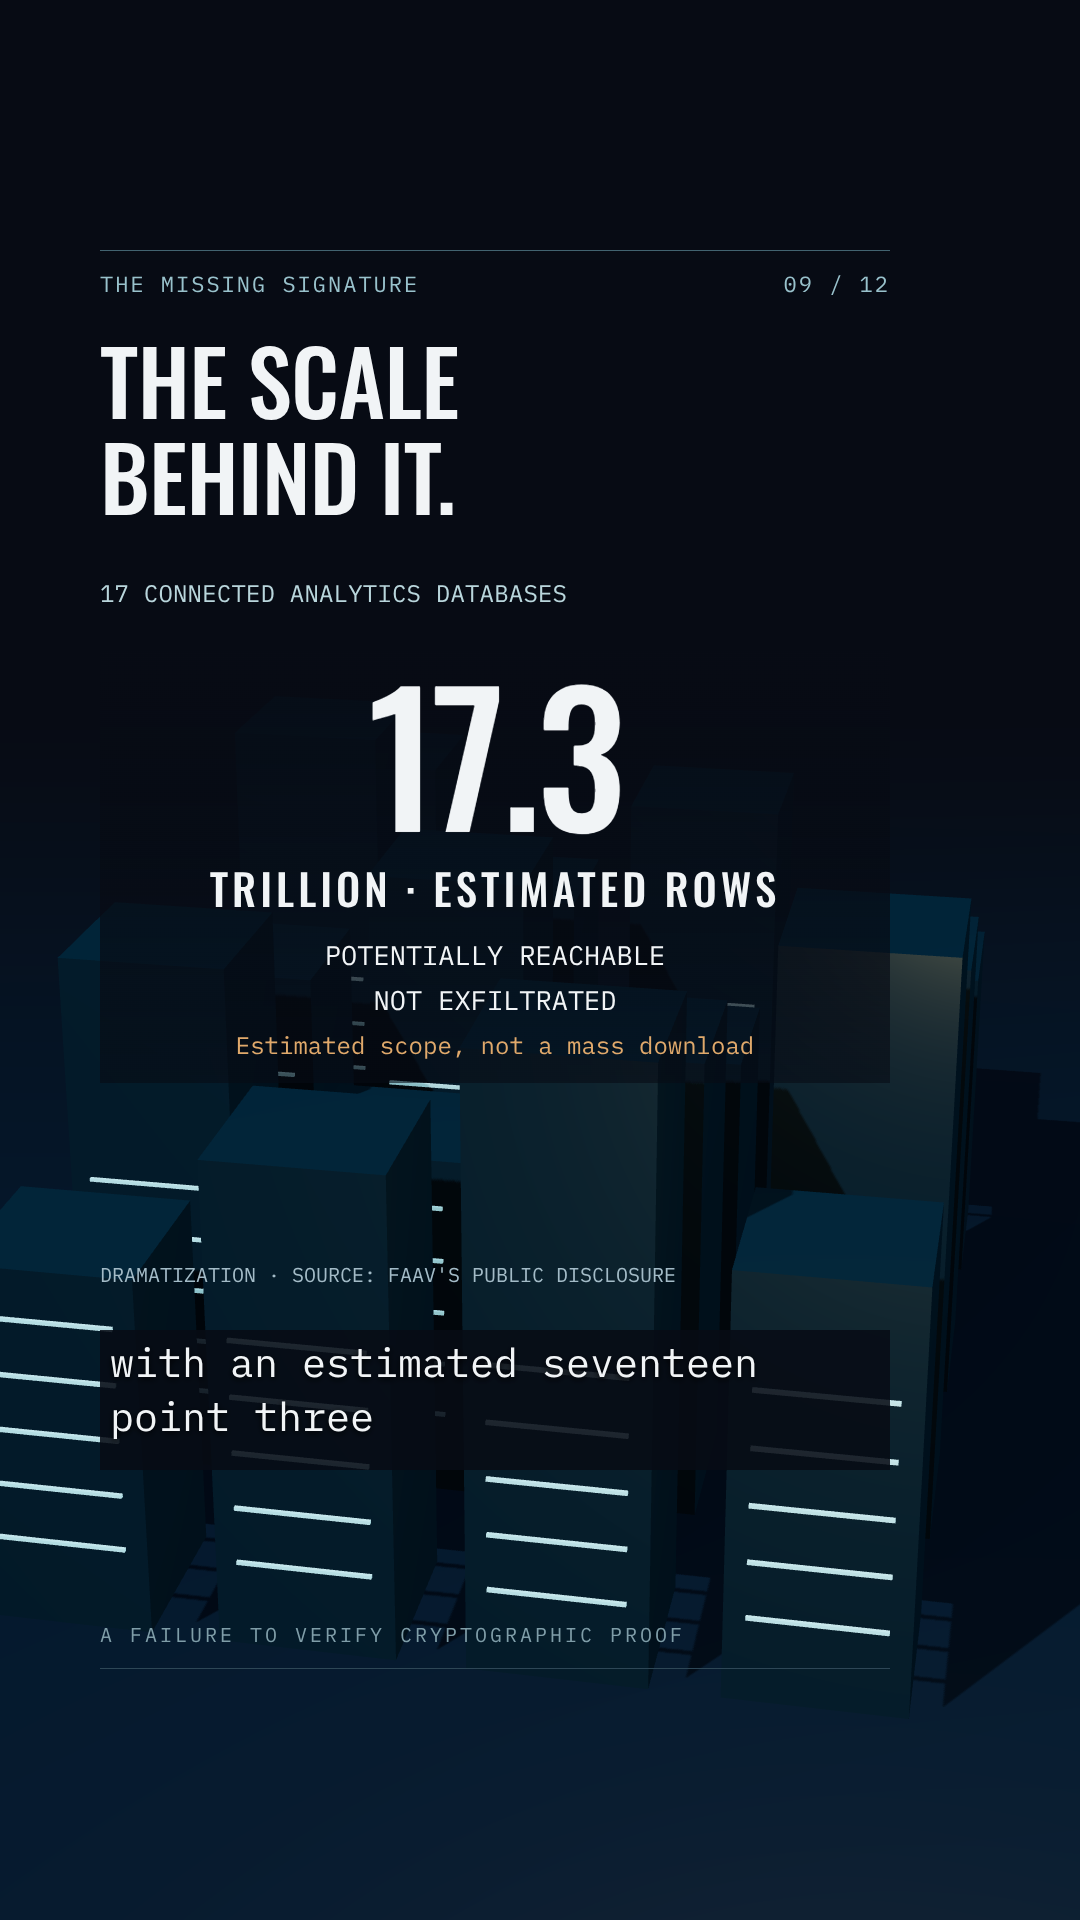 THE MISSING SIGNATURE
09 / 12
THE SCALE
BEHIND IT.
17 CONNECTED ANALYTICS DATABASES
17.3
TRILLION · ESTIMATED ROWS
POTENTIALLY REACHABLE
NOT EXFILTRATED
Estimated scope, not a mass download
DRAMATIZATION · SOURCE: FAAV'S PUBLIC DISCLOSURE
with an estimated seventeen
point three
A FAILURE TO VERIFY CRYPTOGRAPHIC PROOF